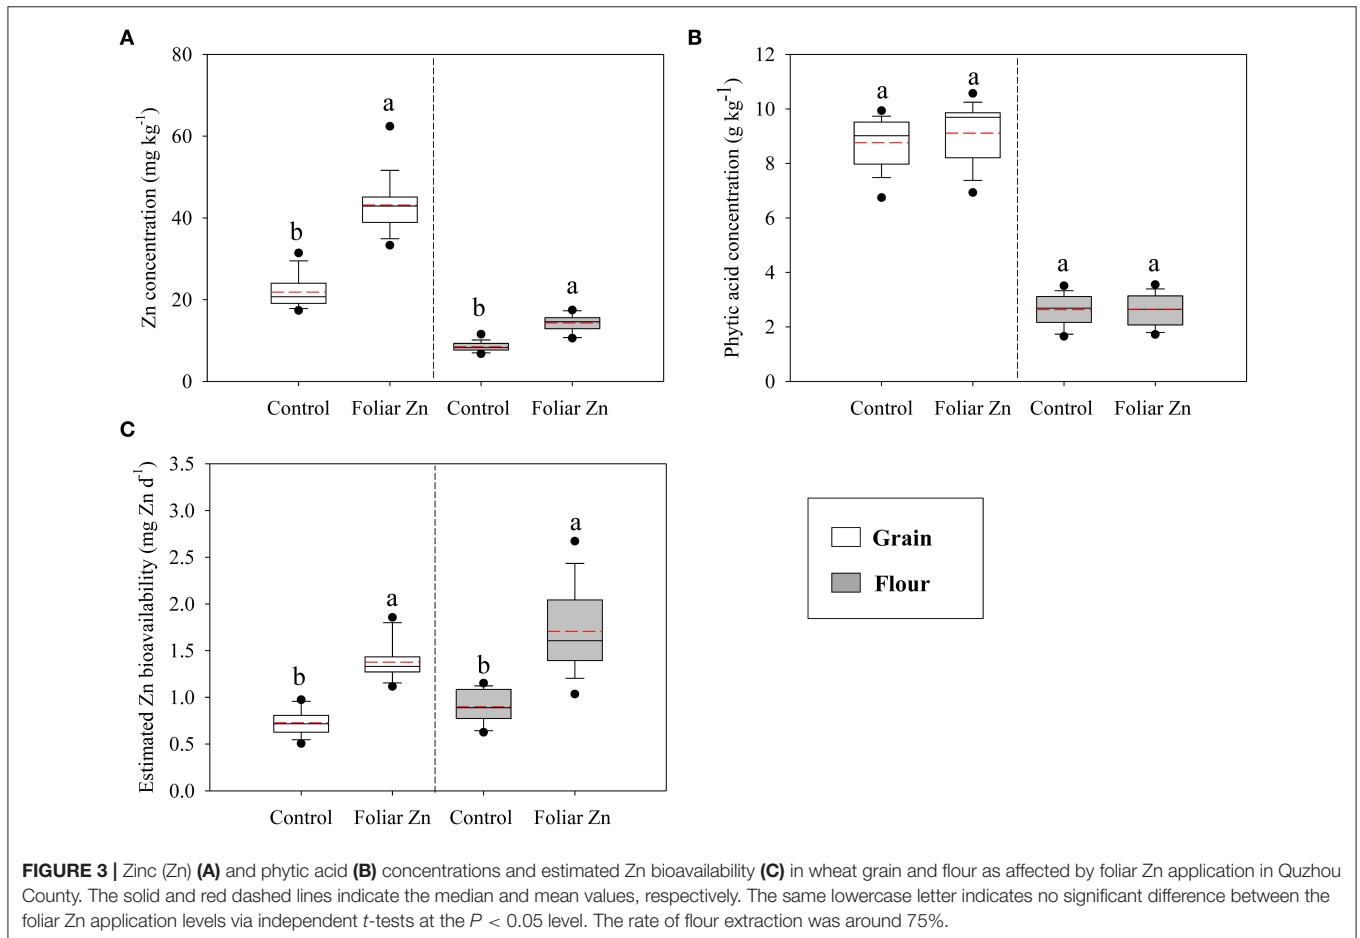 A
Zn concentration (mg kg-1)
80
60
40
20
0
b
a
b
a
Control Foliar Zn Control Foliar Zn
B
Phytic acid concentration (g kg-1)
12
10
8
6
4
2
0
a
a
a
a
Control Foliar Zn Control Foliar Zn
C
Estimated Zn bioavailability (mg Zn d-1)
3.5
3.0
2.5
2.0
1.5
1.0
0.5
0.0
b
a
b
a
Control Foliar Zn Control Foliar Zn
Grain
Flour
FIGURE 3 | Zinc (Zn) (A) and phytic acid (B) concentrations and estimated Zn bioavailability (C) in wheat grain and flour as affected by foliar Zn application in Quzhou
County. The solid and red dashed lines indicate the median and mean values, respectively. The same lowercase letter indicates no significant difference between the
foliar Zn application levels via independent t-tests at the P < 0.05 level. The rate of flour extraction was around 75%.